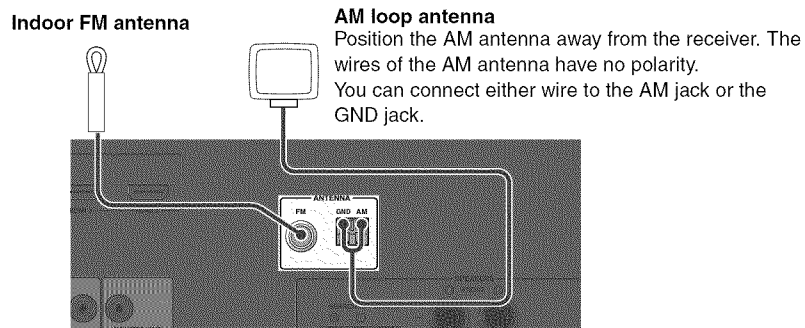 Indoor FM antenna
AM loop antenna
Position the AM antenna away from the receiver. The
wires of the AM antenna have no polarity.
You can connect either wire to the AM jack or the
GND jack.
ANTENNA
FM GND AM
SPEAKERS